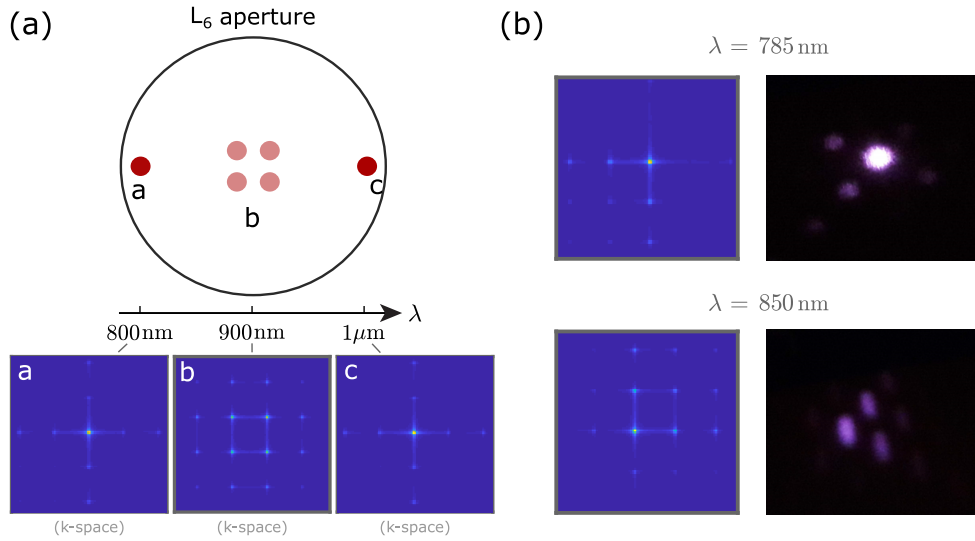 (a)
L₆ aperture
a
b
c
λ
800nm
900nm
1μm
a
b
c
(k-space)
(k-space)
(k-space)
(b)
λ = 785 nm
λ = 850 nm